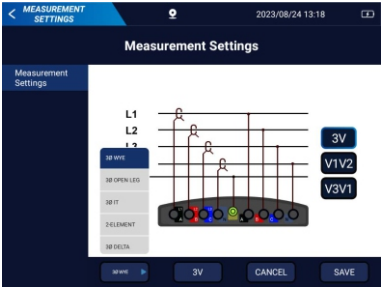 MEASUREMENT
SETTINGS
2023/08/24 13:18
Measurement Settings
Measurement
Settings
L1
L2
L3
3Ø WYE
3Ø OPEN LEG
3Ø IT
2-ELEMENT
3Ø DELTA
3V
V1V2
V3V1
3Ø WYE
3V
CANCEL
SAVE